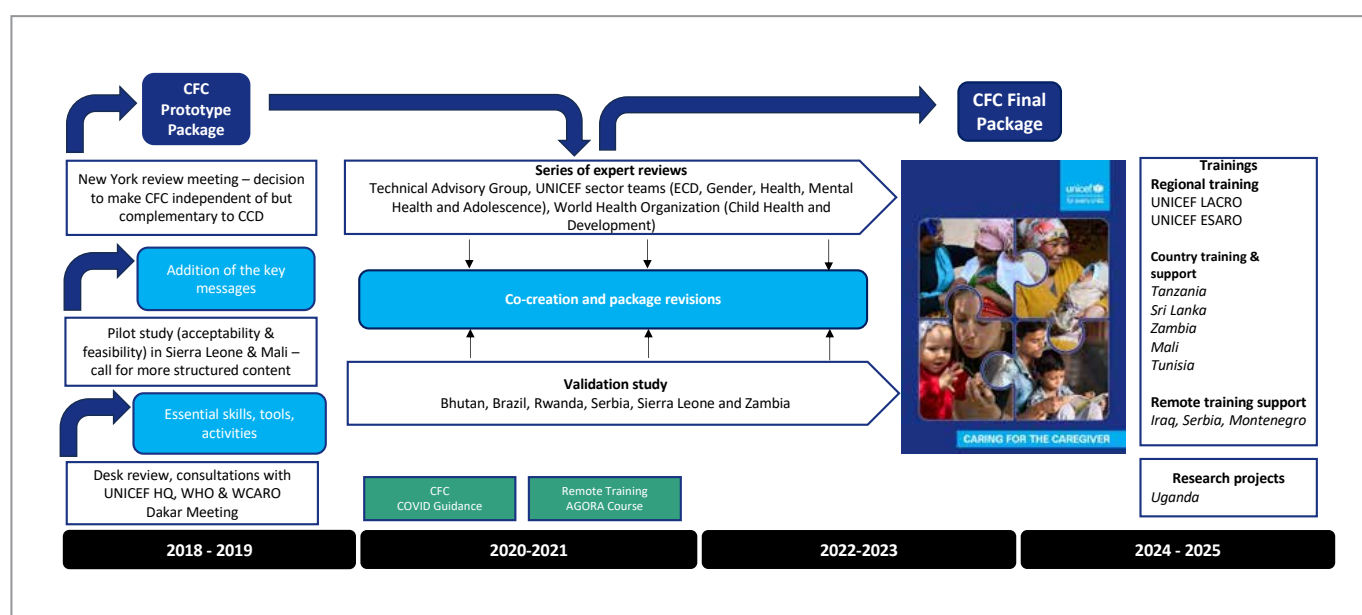 CFC
Prototype
Package
New York review meeting – decision
to make CFC independent of but
complementary to CCD
Addition of the key
messages
Pilot study (acceptability &
feasibility) in Sierra Leone & Mali –
call for more structured content
Essential skills, tools,
activities
Desk review, consultations with
UNICEF HQ, WHO & WCARO
Dakar Meeting
Series of expert reviews
Technical Advisory Group, UNICEF sector teams (ECD, Gender, Health, Mental
Health and Adolescence), World Health Organization (Child Health and
Development)
Co-creation and package revisions
Validation study
Bhutan, Brazil, Rwanda, Serbia, Sierra Leone and Zambia
CFC
COVID Guidance
Remote Training
AGORA Course
CFC Final
Package
unicef
for every child
CARING FOR THE CAREGIVER
Trainings
Regional training
UNICEF LACRO
UNICEF ESARO
Country training &
support
Tanzania
Sri Lanka
Zambia
Mali
Tunisia
Remote training support
Iraq, Serbia, Montenegro
Research projects
Uganda
2018 - 2019
2020-2021
2022-2023
2024 - 2025